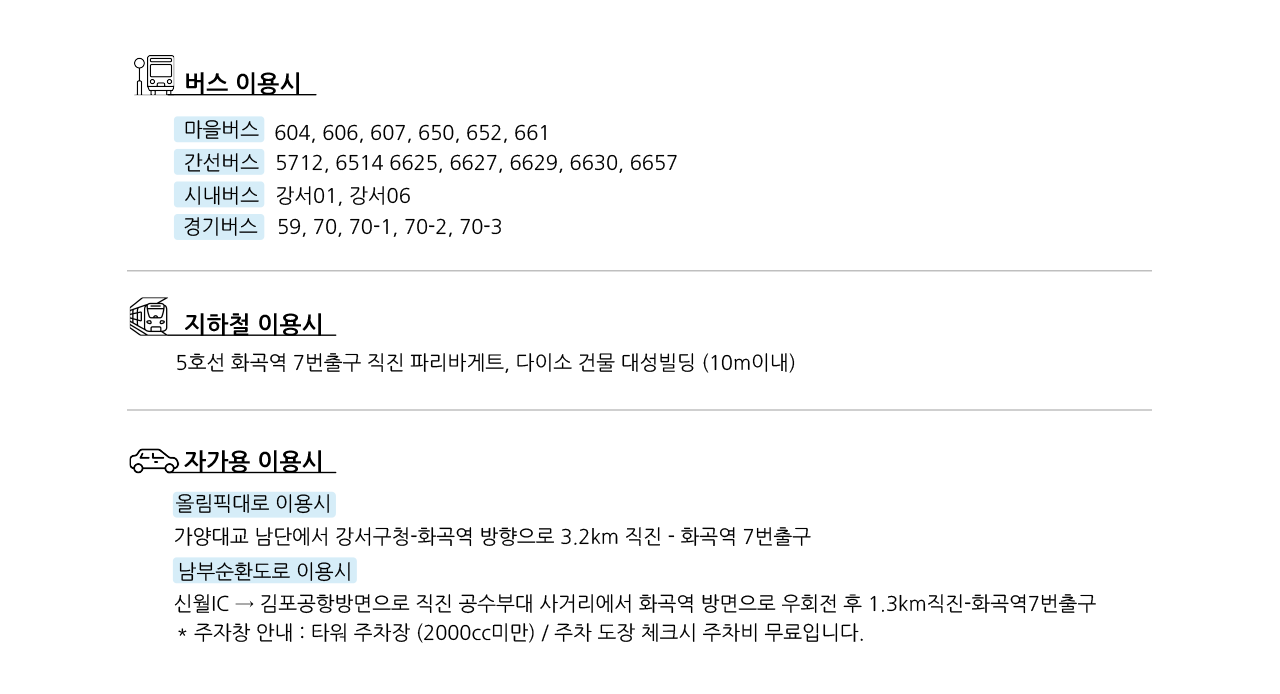 버스 이용시
마을버스 604, 606, 607, 650, 652, 661
간선버스 5712, 6514 6625, 6627, 6629, 6630, 6657
시내버스 강서01, 강서06
경기버스 59, 70, 70-1, 70-2, 70-3
지하철 이용시
5호선 화곡역 7번출구 직진 파리바게트, 다이소 건물 대성빌딩 (10m이내)
자가용 이용시
올림픽대로 이용시
가양대교 남단에서 강서구청-화곡역 방향으로 3.2km 직진 - 화곡역 7번출구
남부순환도로 이용시
신월IC → 김포공항방면으로 직진 공수부대 사거리에서 화곡역 방면으로 우회전 후 1.3km직진-화곡역7번출구
* 주자창 안내 : 타워 주차장 (2000cc미만) / 주차 도장 체크시 주차비 무료입니다.